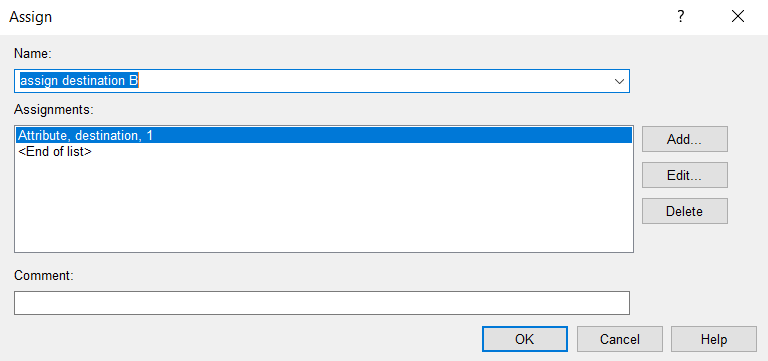 Assign
?
Name:
assign destination B
Assignments:
Attribute, destination, 1
<End of list>
Add...
Edit...
Delete
Comment:
OK
Cancel
Help